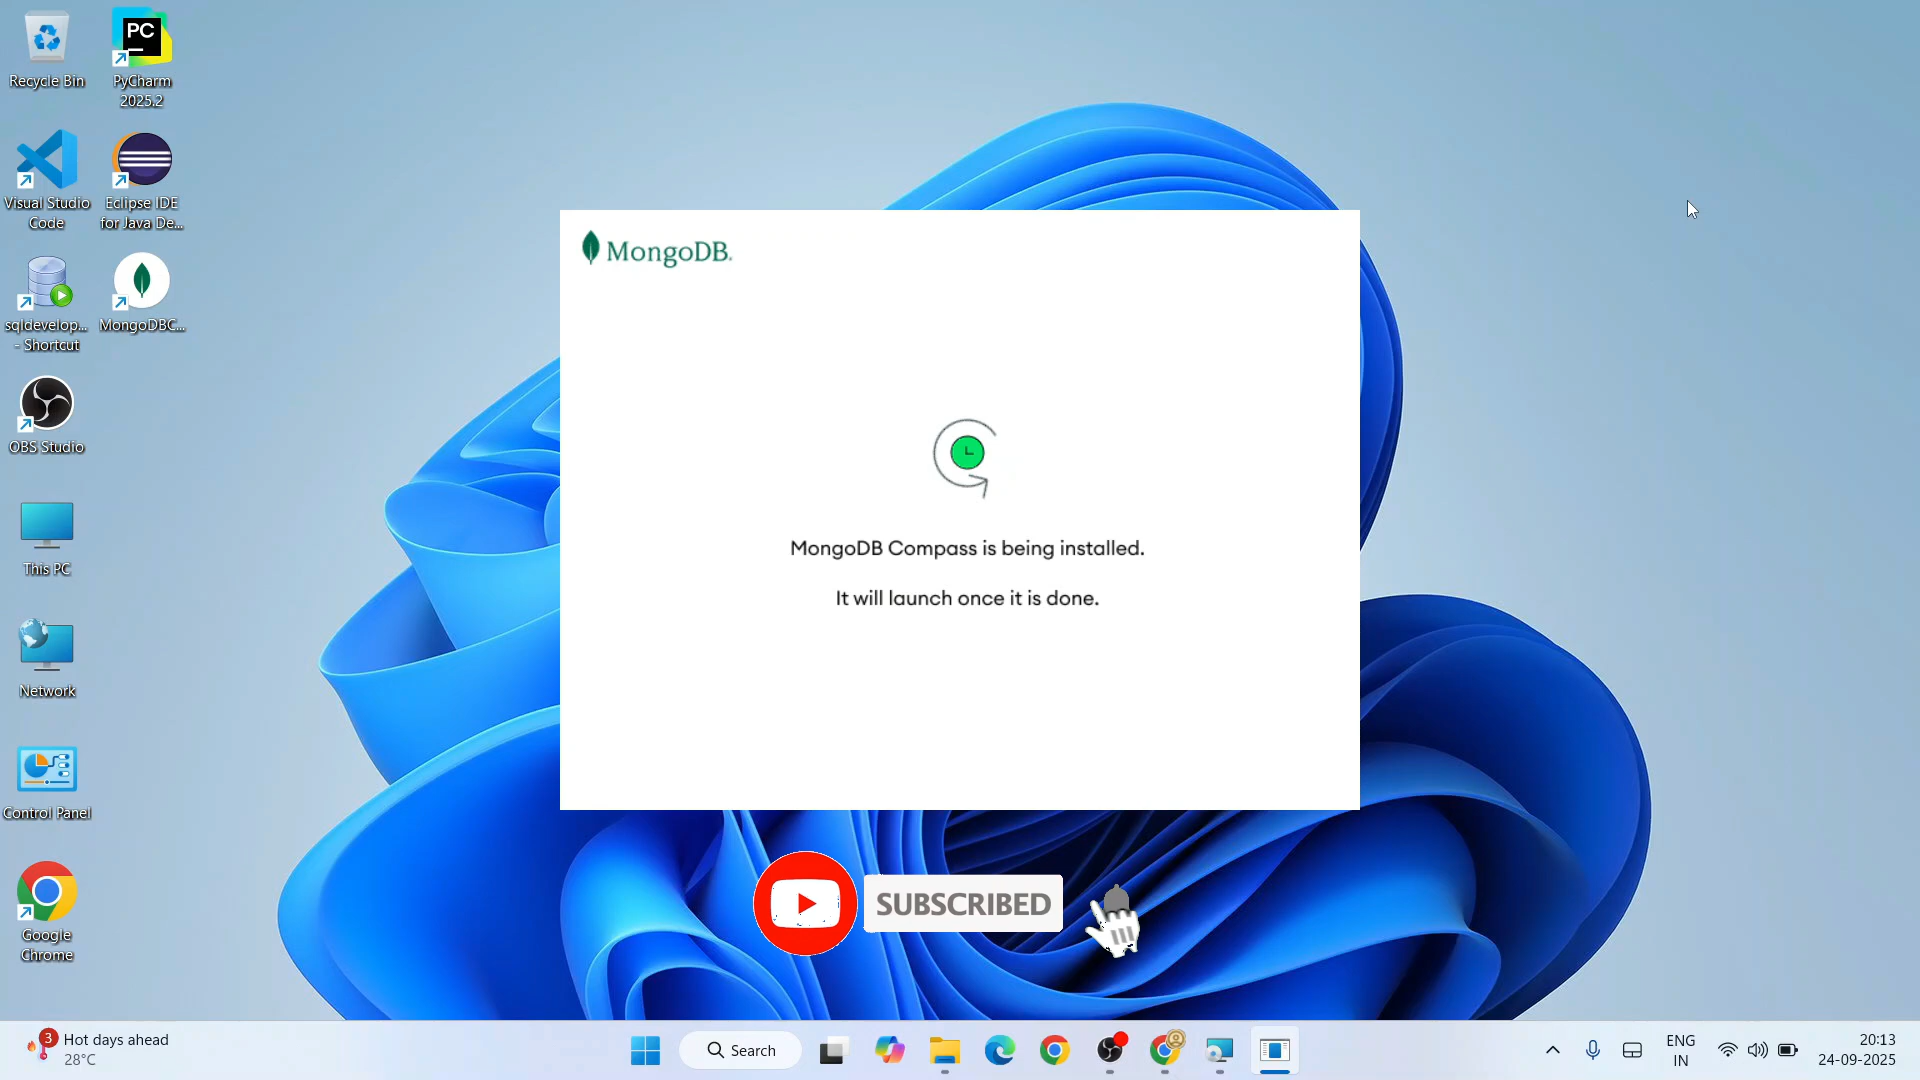 Recycle Bin
PC
PyCharm
2025.2
Visual Studio
Code
Eclipse IDE
for Java De...
sqldevelop...
- Shortcut
MongoDBC...
OBS Studio
This PC
Network
Control Panel
Google
Chrome
MongoDB.
MongoDB Compass is being installed.
It will launch once it is done.
SUBSCRIBED
3
Hot days ahead
28°C
Search
ENG
IN
20:13
24-09-2025